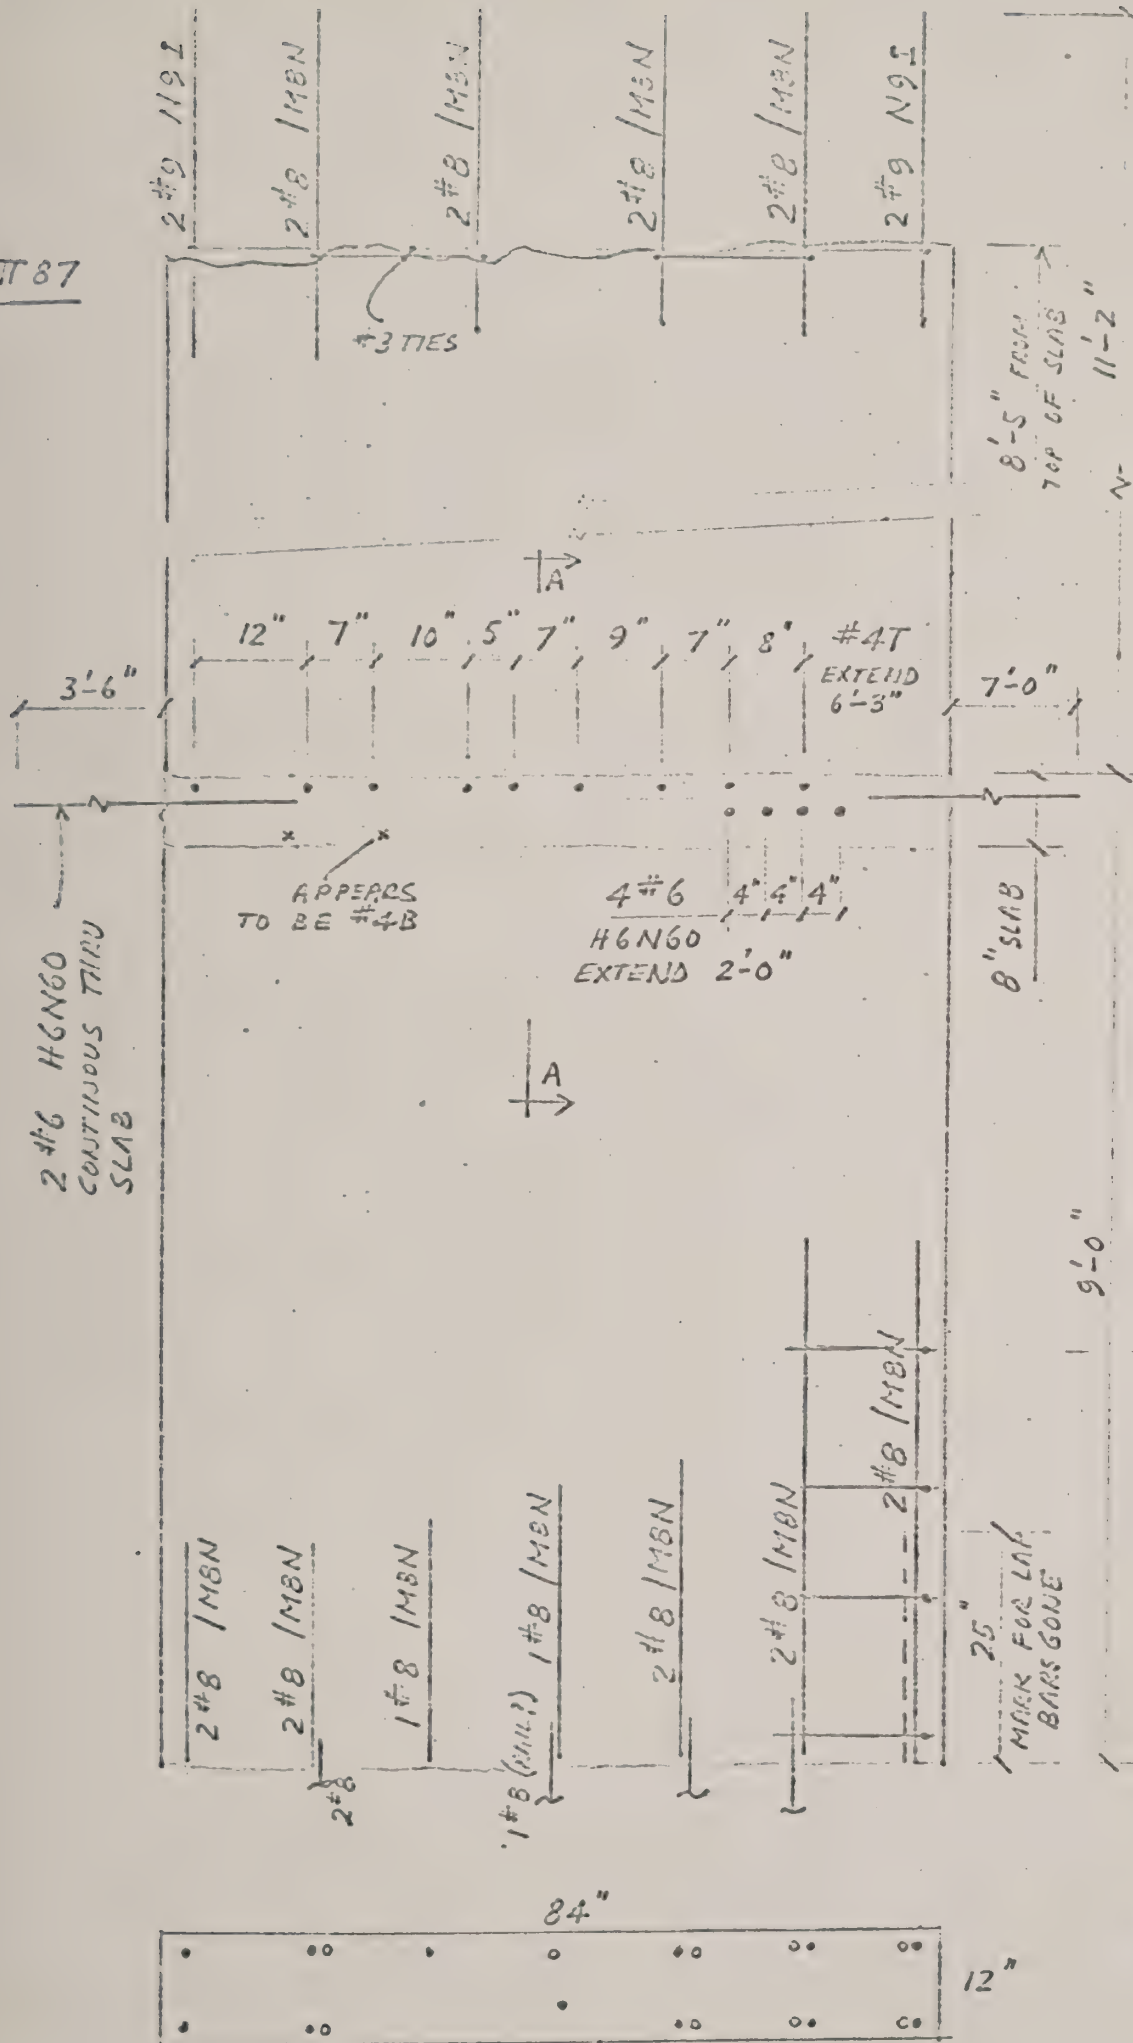 2 #9 N9I
2 #8 /M8N
2 #8 /M8N
2 #8 /M8N
2 #8 /M8N
2 #9 N9I
87
#3 TIES
8'-5" FROM
TOP OF SLAB
11'-2"
A
12" 7" 10" 5" 7" 9" 7" 8"
#4T
EXTEND
6'-3"
3'-6"
7'-0"
APPEARS
TO BE #4B
4 #6
H6N60
EXTEND 2'-0"
4" 4" 4"
8" SLAB
2 #6 H6N60
CONTINUOUS THRU
SLAB
A
9'-0"
2 #8 /M8N
2 #8 /M8N
1 #8 /M8N
1 #8 /M8N
2 #8 /M8N
2 #8 /M8N
2 #8 /M8N
2 #8
1 #8
25"
MARK FOR LAP
BARS GONE
84"
12"